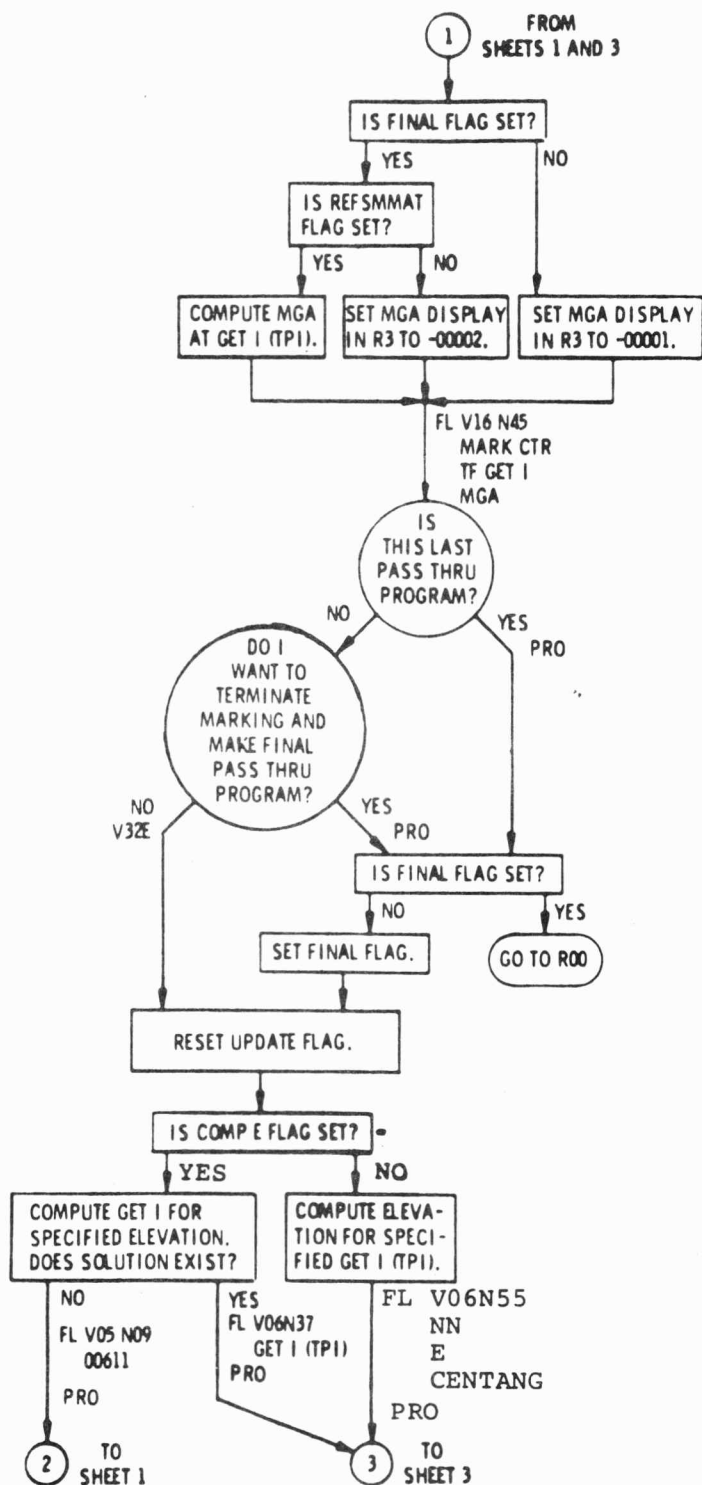 1
FROM
SHEETS 1 AND 3
IS FINAL FLAG SET?
YES
NO
IS REFSMMAT
FLAG SET?
YES
NO
COMPUTE MGA
AT GET I (TPI).
SET MGA DISPLAY
IN R3 TO -00002.
SET MGA DISPLAY
IN R3 TO -00001.
FL V16 N45
MARK CTR
TF GET I
MGA
IS
THIS LAST
PASS THRU
PROGRAM?
NO
YES
PRO
DO I
WANT TO
TERMINATE
MARKING AND
MAKE FINAL
PASS THRU
PROGRAM?
NO
V32E
YES
PRO
IS FINAL FLAG SET?
NO
YES
SET FINAL FLAG.
GO TO R00
RESET UPDATE FLAG.
IS COMP E FLAG SET?
YES
NO
COMPUTE GET I FOR
SPECIFIED ELEVATION.
DOES SOLUTION EXIST?
COMPUTE ELEVA-
TION FOR SPECI-
FIED GET I (TPI).
NO
FL V05 N09
00611
PRO
YES
FL V06N37
GET I (TPI)
PRO
FL V06N55
NN
E
CENTANG
PRO
2
TO
SHEET 1
3
TO
SHEET 3